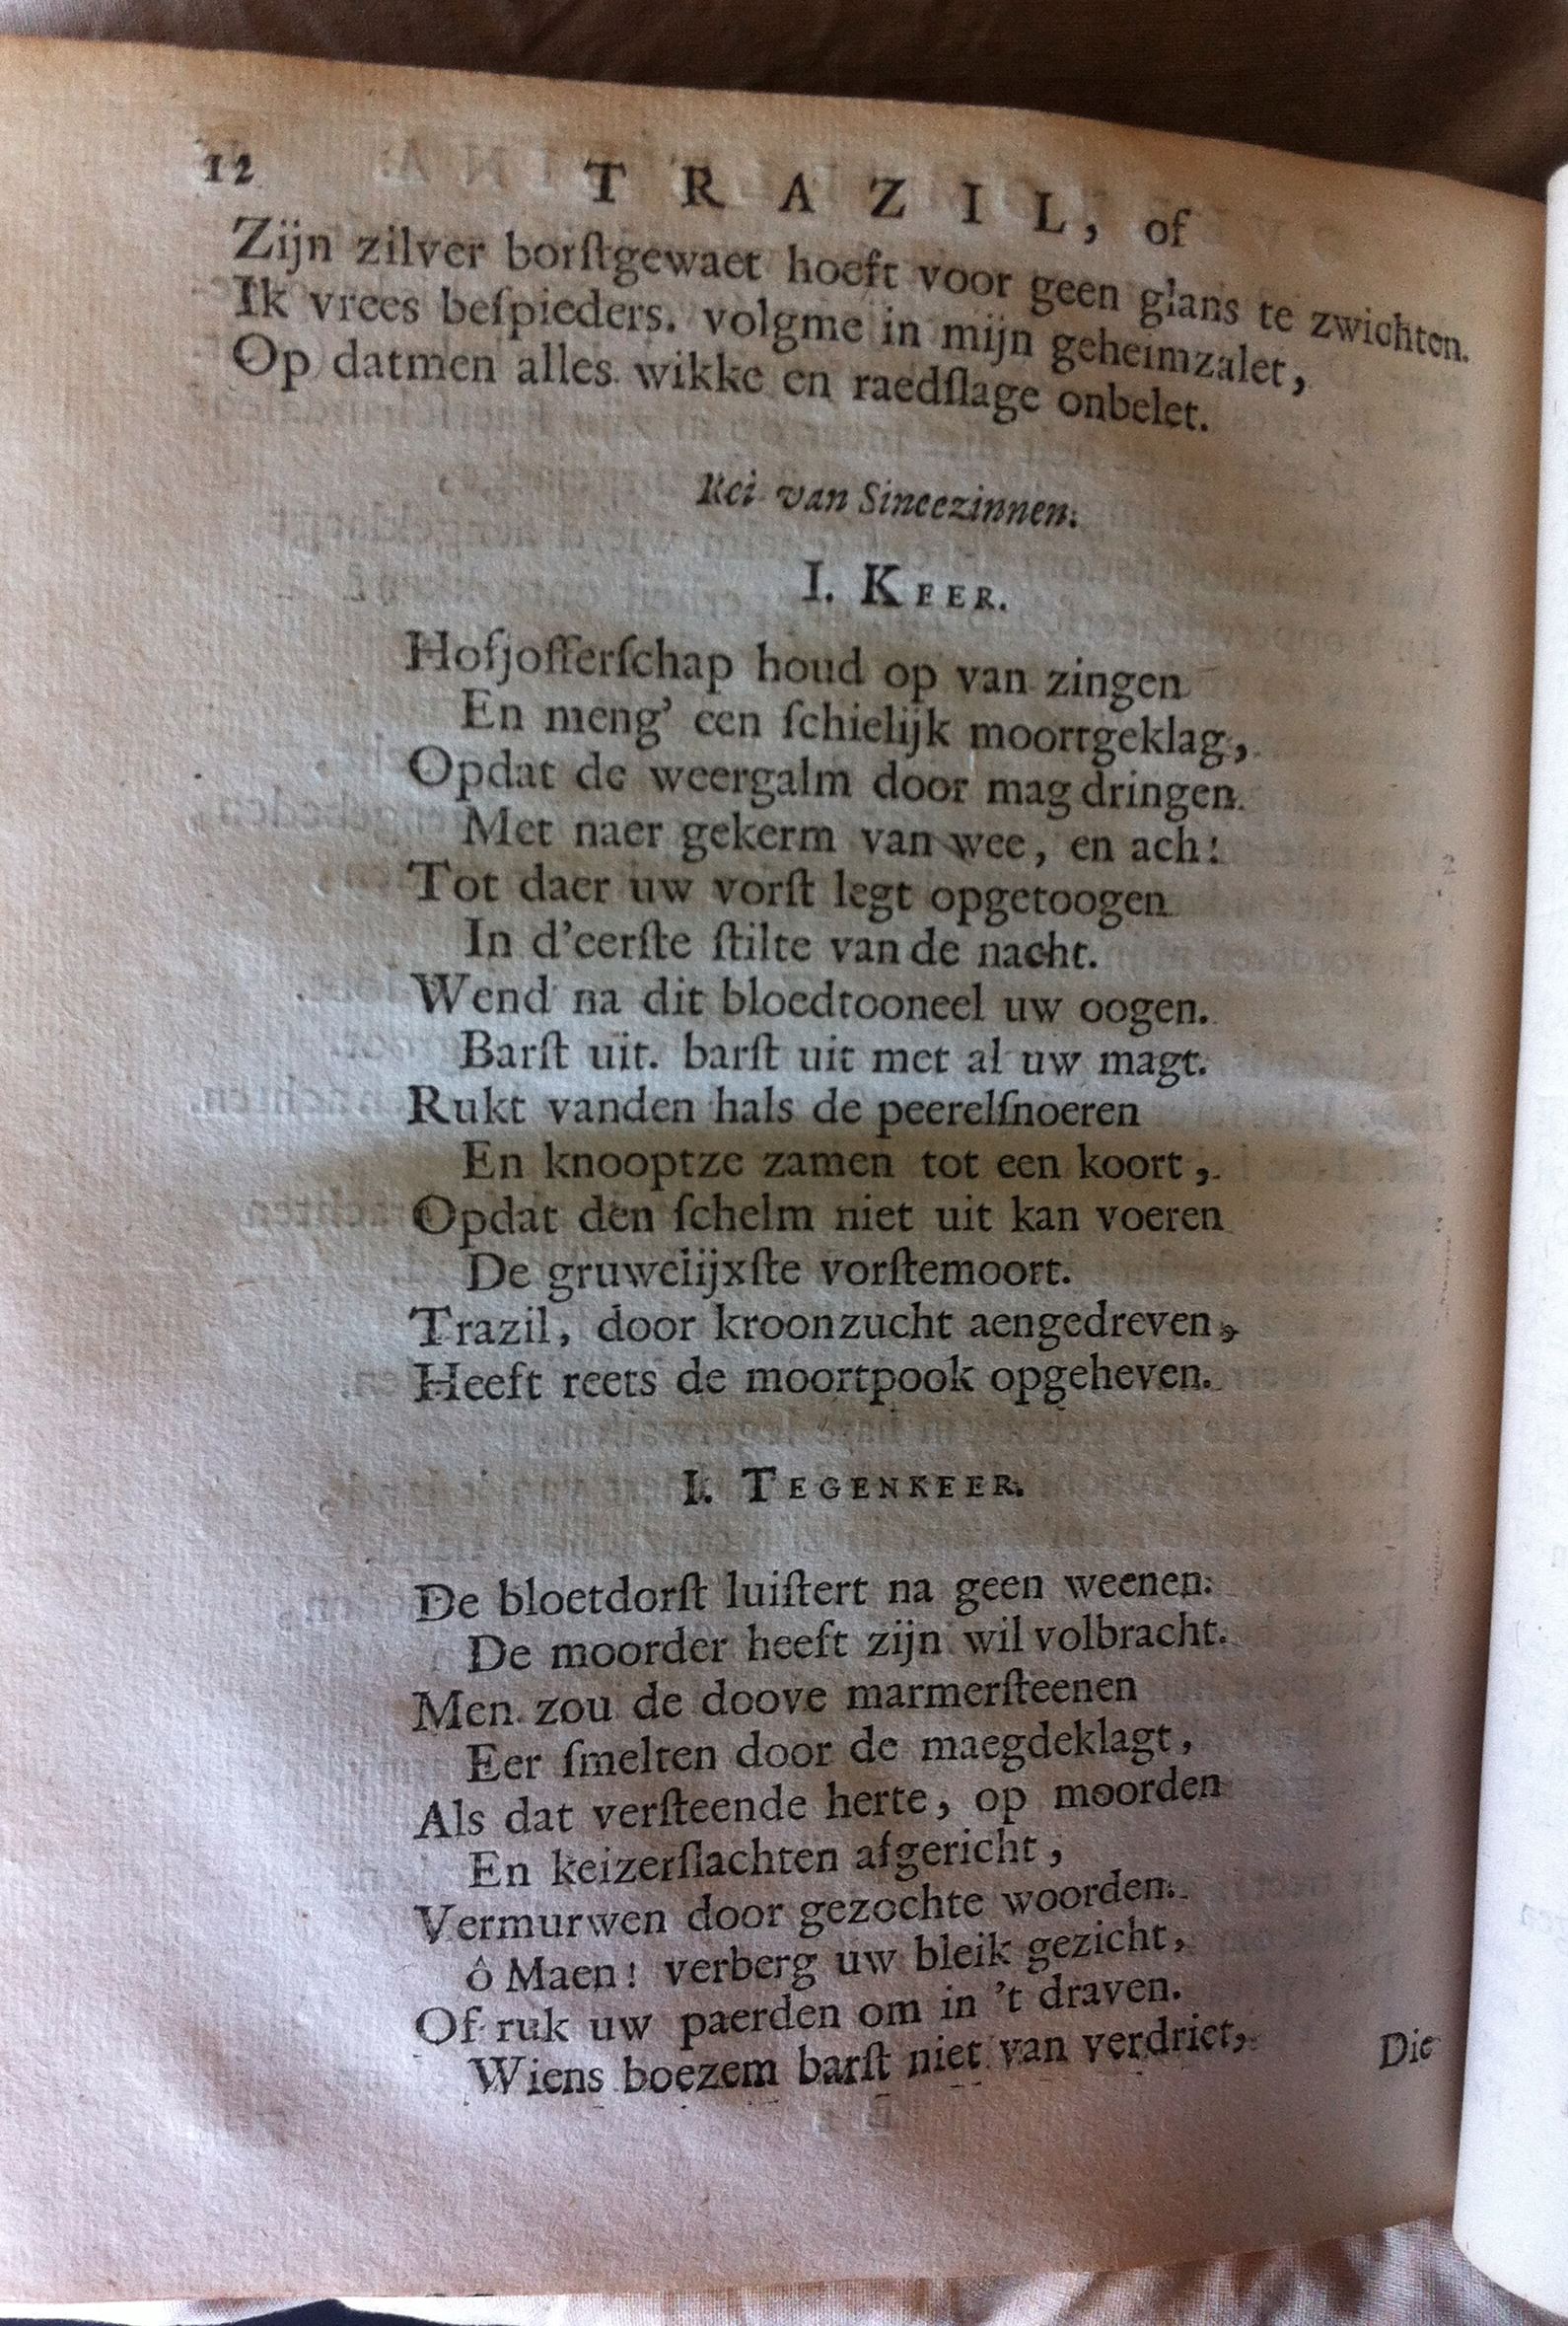 12 TRAZIL, of
Zijn zilver borſtgewaet hoeft voor geen glans te zwichten.
Ik vrees beſpieders. volgme in mijn geheimzalet,
Op datmen alles wikke en raedſlage onbelet.
Rei van Sineezinnen.
I. KEER.
Hofjofferſchap houd op van zingen
En meng' een ſchielijk moortgeklag,
Opdat de weergalm door mag dringen
Met naer gekerm van wee, en ach!
Tot daer uw vorſt legt opgetoogen
In d'eerſte ſtilte van de nacht.
Wend na dit bloedtooneel uw oogen.
Barſt uit. barſt uit met al uw magt.
Rukt vanden hals de peerelſnoeren
En knooptze zamen tot een koort,
Opdat den ſchelm niet uit kan voeren
De gruwelijxſte vorſtemoort.
Trazil, door kroonzucht aengedreven,
Heeft reets de moortpook opgeheven.
I. TEGENKEER.
De bloetdorſt luiſtert na geen weenen.
De moorder heeft zijn wil volbracht.
Men zou de doove marmerſteenen
Eer ſmelten door de maegdeklagt,
Als dat verſteende herte, op moorden
En keizerſlachten afgericht,
Vermurwen door gezochte woorden.
ô Maen! verberg uw bleik gezicht,
Of ruk uw paerden om in 't draven.
Wiens boezem barſt niet van verdriet,
Die